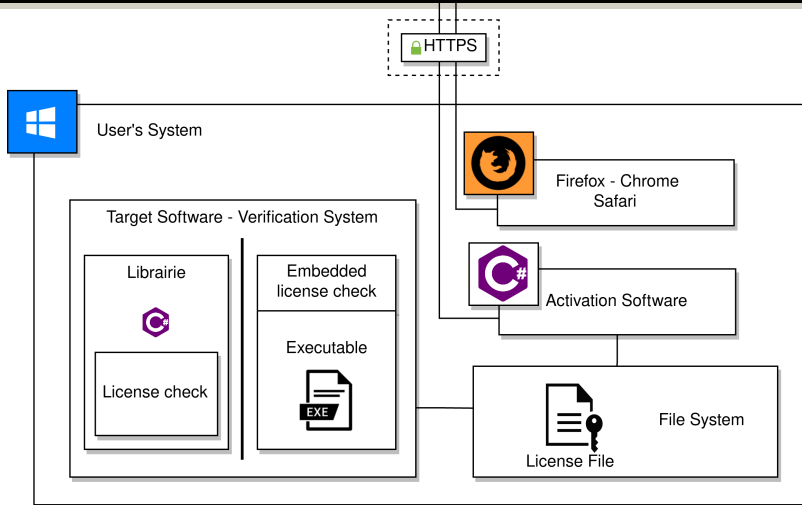 HTTPS
User's System
Firefox - Chrome
Safari
Target Software - Verification System
Librairie
C#
License check
Embedded
license check
Executable
EXE
C#
Activation Software
File System
License File